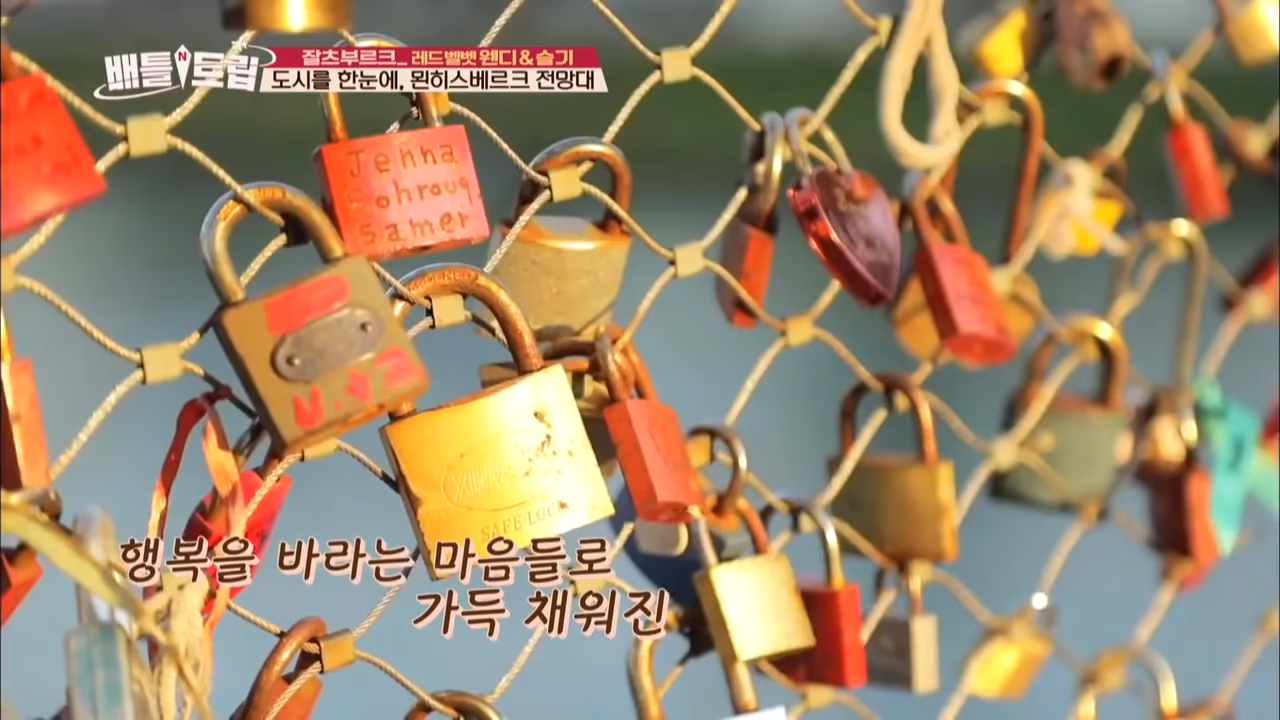 배틀 N 트립
잘츠부르크_ 레드벨벳 웬디&슬기
도시를 한눈에, 묀히스베르크 전망대
Jenna
Sohrouq
samer
SAFE-LOCK
행복을 바라는 마음들로
가득 채워진